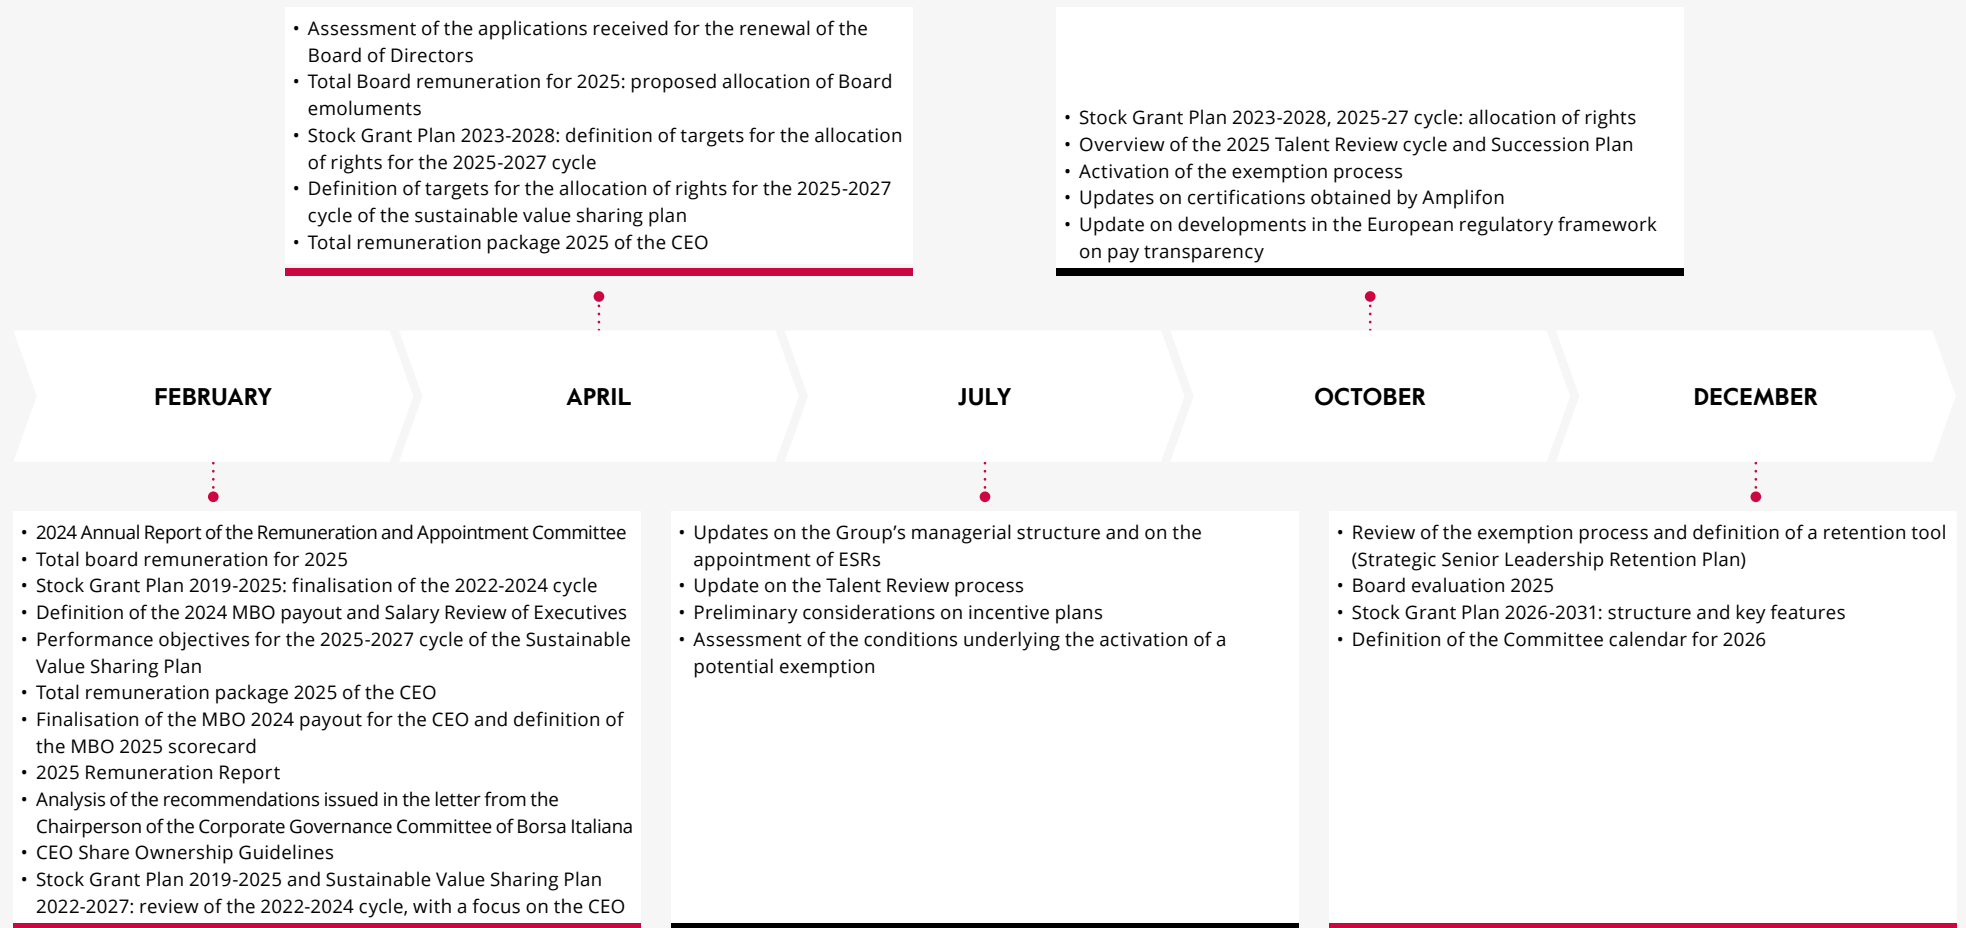 • Assessment of the applications received for the renewal of the
Board of Directors
• Total Board remuneration for 2025: proposed allocation of Board
emoluments
• Stock Grant Plan 2023-2028: definition of targets for the allocation
of rights for the 2025-2027 cycle
• Definition of targets for the allocation of rights for the 2025-2027
cycle of the sustainable value sharing plan
• Total remuneration package 2025 of the CEO
• Stock Grant Plan 2023-2028, 2025-27 cycle: allocation of rights
• Overview of the 2025 Talent Review cycle and Succession Plan
• Activation of the exemption process
• Updates on certifications obtained by Amplifon
• Update on developments in the European regulatory framework
on pay transparency
FEBRUARY
APRIL
JULY
OCTOBER
DECEMBER
• 2024 Annual Report of the Remuneration and Appointment Committee
• Total board remuneration for 2025
• Stock Grant Plan 2019-2025: finalisation of the 2022-2024 cycle
• Definition of the 2024 MBO payout and Salary Review of Executives
• Performance objectives for the 2025-2027 cycle of the Sustainable
Value Sharing Plan
• Total remuneration package 2025 of the CEO
• Finalisation of the MBO 2024 payout for the CEO and definition of
the MBO 2025 scorecard
• 2025 Remuneration Report
• Analysis of the recommendations issued in the letter from the
Chairperson of the Corporate Governance Committee of Borsa Italiana
• CEO Share Ownership Guidelines
• Stock Grant Plan 2019-2025 and Sustainable Value Sharing Plan
2022-2027: review of the 2022-2024 cycle, with a focus on the CEO
• Updates on the Group’s managerial structure and on the
appointment of ESRs
• Update on the Talent Review process
• Preliminary considerations on incentive plans
• Assessment of the conditions underlying the activation of a
potential exemption
• Review of the exemption process and definition of a retention tool
(Strategic Senior Leadership Retention Plan)
• Board evaluation 2025
• Stock Grant Plan 2026-2031: structure and key features
• Definition of the Committee calendar for 2026